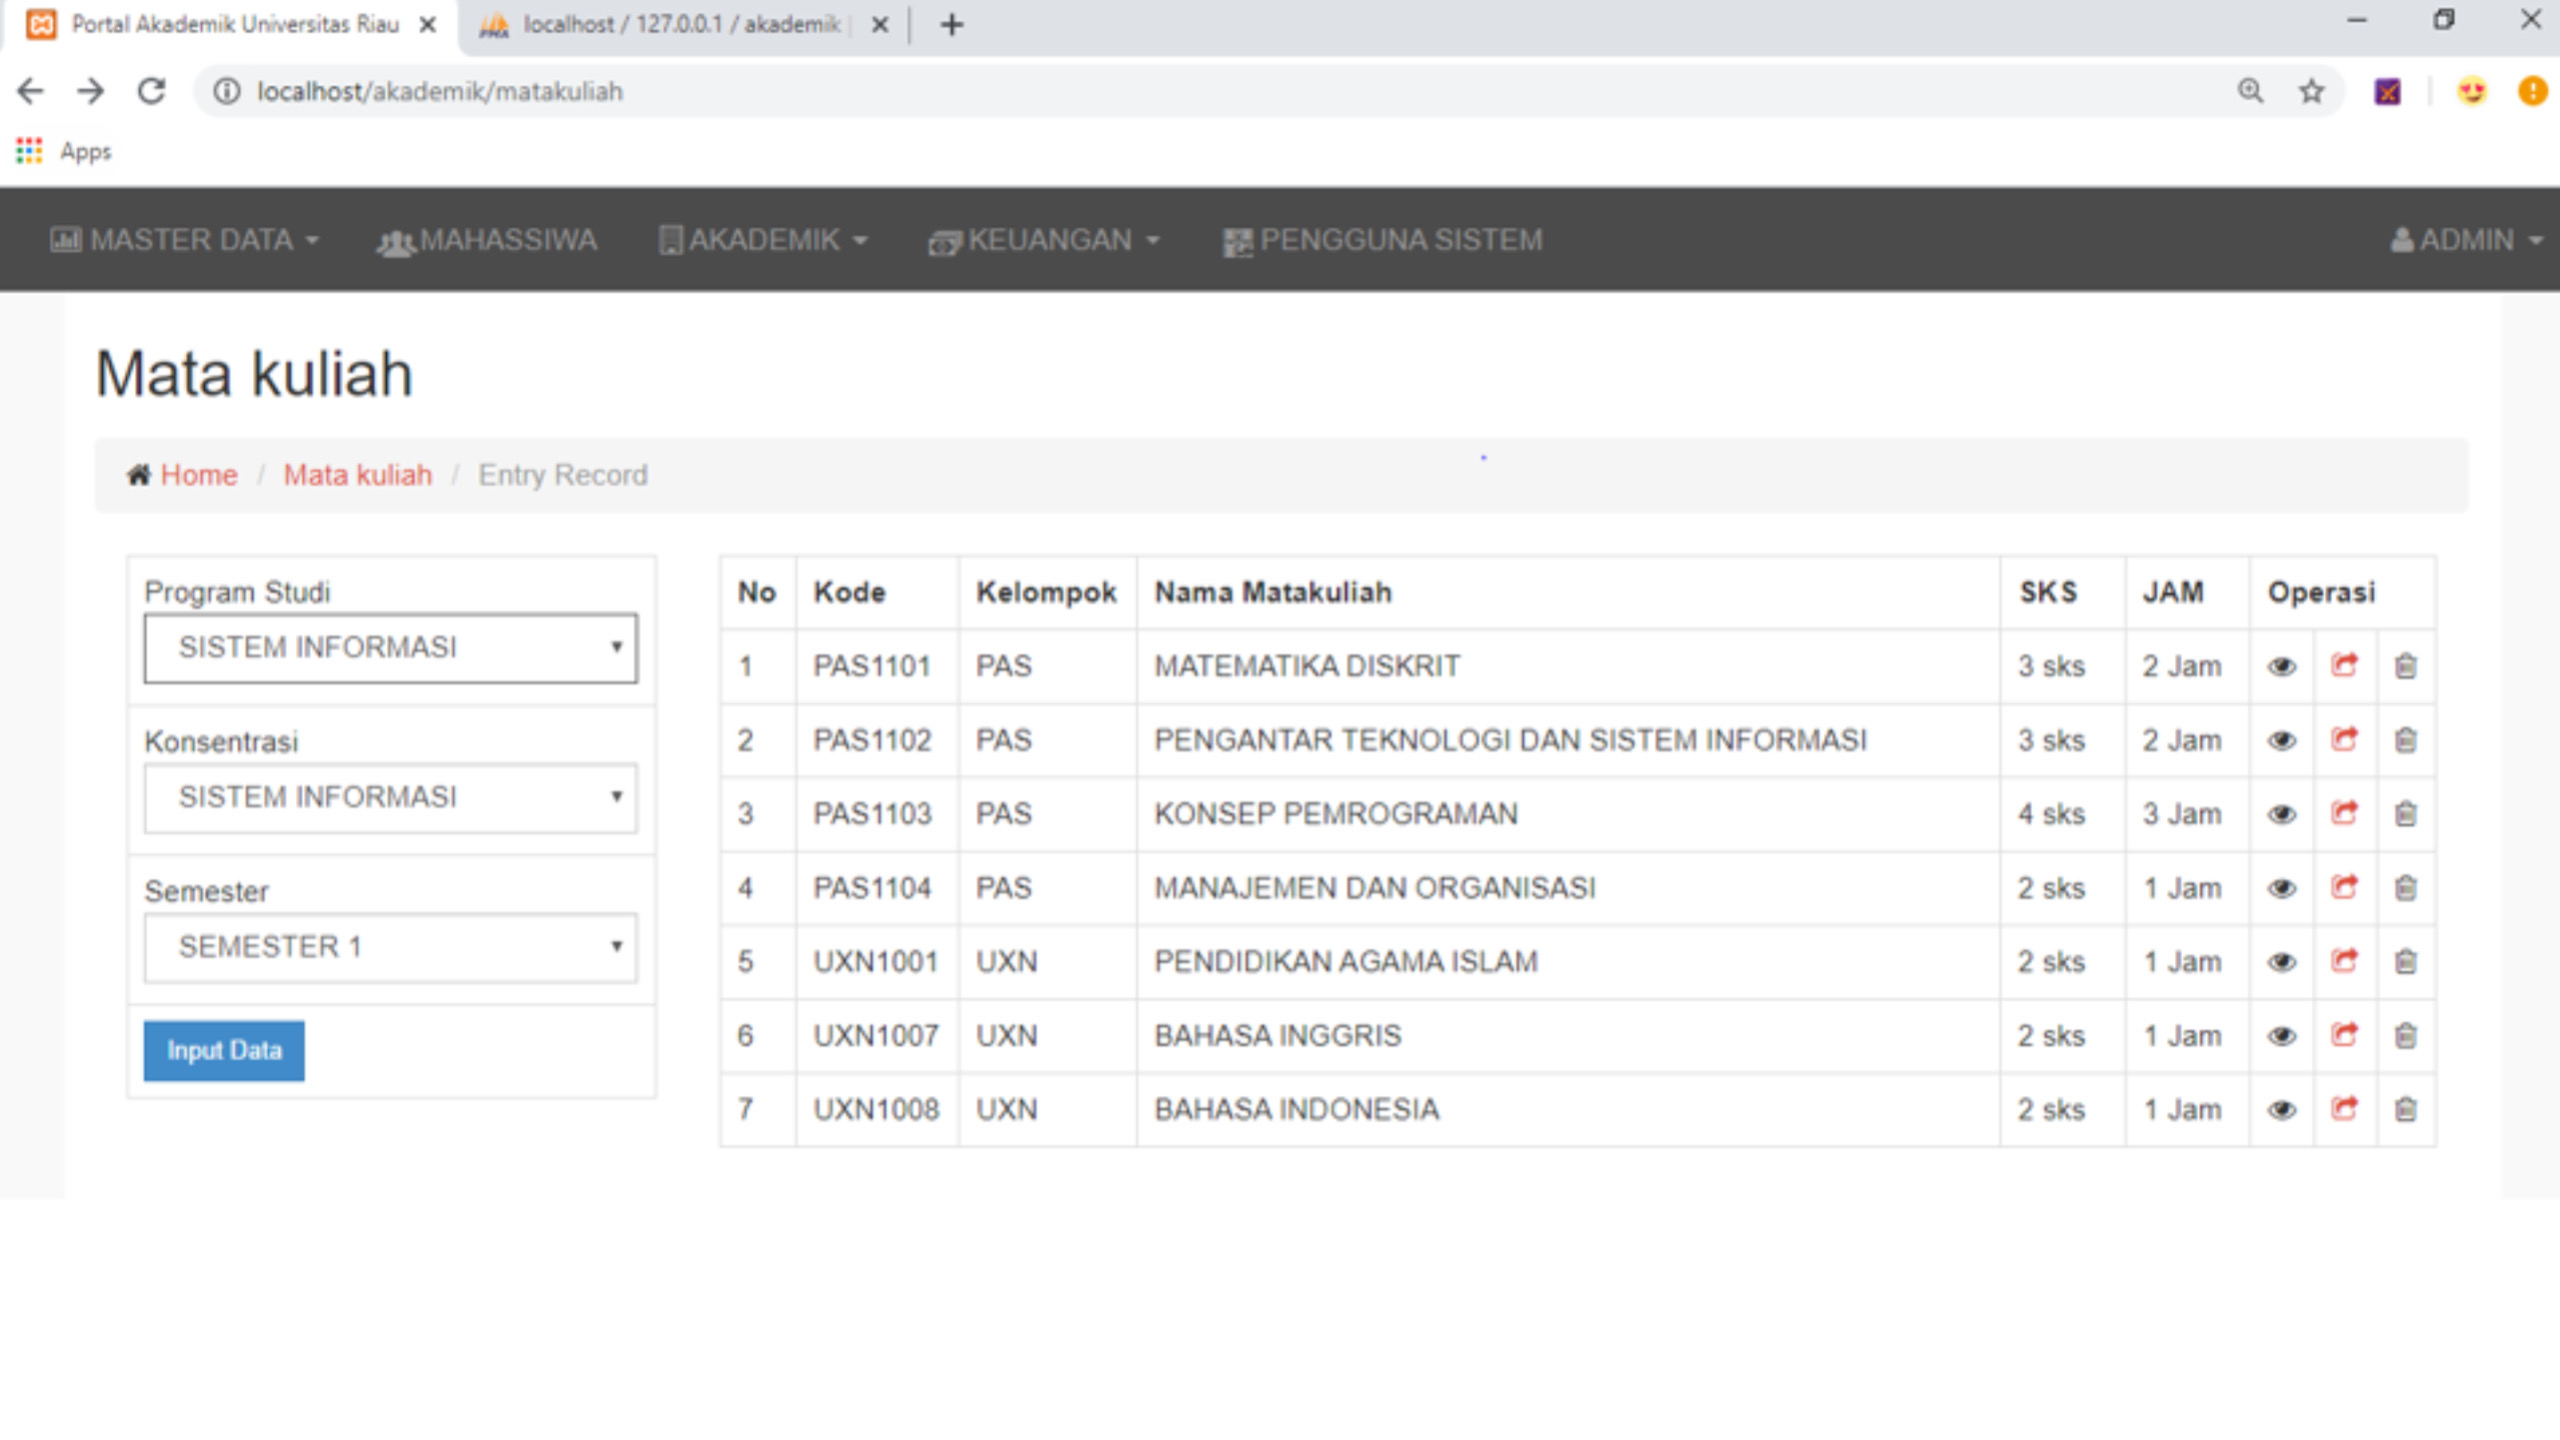 Portal Akademik Universitas Riau
localhost / 127.0.0.1 / akademik
localhost/akademik/matakuliah
Apps
MASTER DATA MAHASSIWA AKADEMIK KEUANGAN PENGGUNA SISTEM ADMIN
Mata kuliah
Home / Mata kuliah / Entry Record
Program Studi
SISTEM INFORMASI
Konsentrasi
SISTEM INFORMASI
Semester
SEMESTER 1
Input Data
No Kode Kelompok Nama Matakuliah SKS JAM Operasi
1 PAS1101 PAS MATEMATIKA DISKRIT 3 sks 2 Jam
2 PAS1102 PAS PENGANTAR TEKNOLOGI DAN SISTEM INFORMASI 3 sks 2 Jam
3 PAS1103 PAS KONSEP PEMROGRAMAN 4 sks 3 Jam
4 PAS1104 PAS MANAJEMEN DAN ORGANISASI 2 sks 1 Jam
5 UXN1001 UXN PENDIDIKAN AGAMA ISLAM 2 sks 1 Jam
6 UXN1007 UXN BAHASA INGGRIS 2 sks 1 Jam
7 UXN1008 UXN BAHASA INDONESIA 2 sks 1 Jam